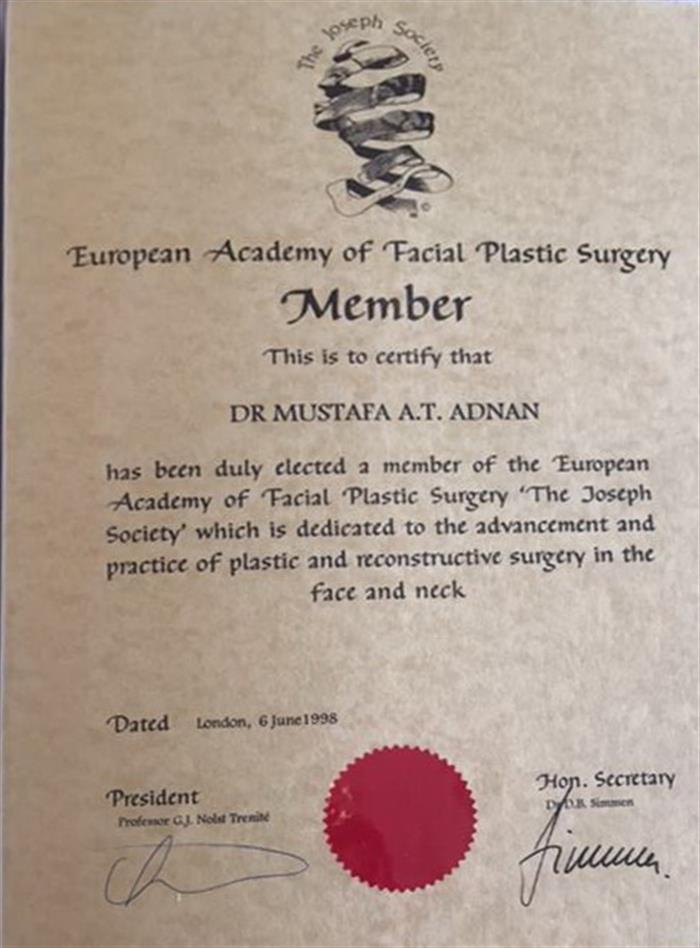 The Joseph Society
©
European Academy of Facial Plastic Surgery
Member
This is to certify that
DR MUSTAFA A.T. ADNAN
has been duly elected a member of the European
Academy of Facial Plastic Surgery 'The Joseph
Society' which is dedicated to the advancement and
practice of plastic and reconstructive surgery in the
face and neck
Dated London, 6 June 1998
President
Professor G.J. Nolst Trenité
Hon. Secretary
Dr D.B. Simmen
Simmen.